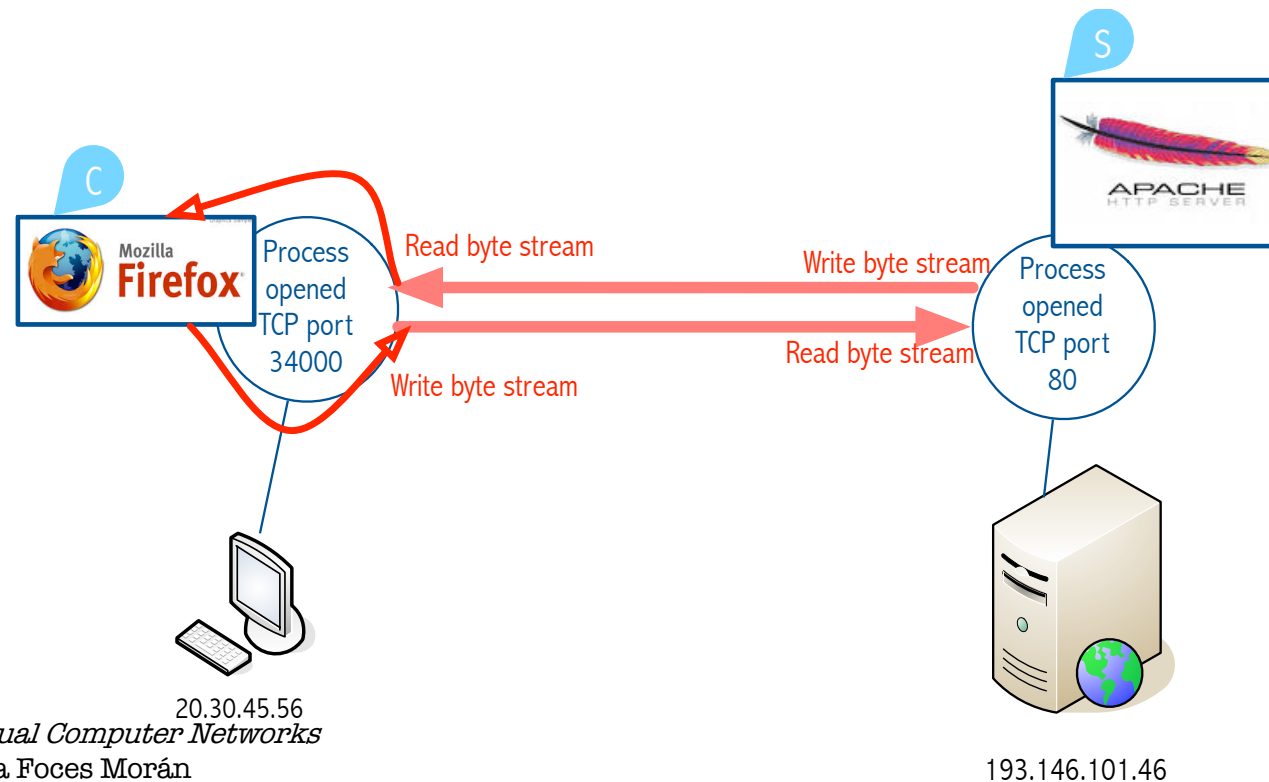 S
APACHE
HTTP SERVER
C
Mozilla
Firefox
Process
opened
TCP port
34000
Read byte stream
Write byte stream
Write byte stream
Read byte stream
Process
opened
TCP port
80
20.30.45.56
ual Computer Networks
a Foces Morán
193.146.101.46